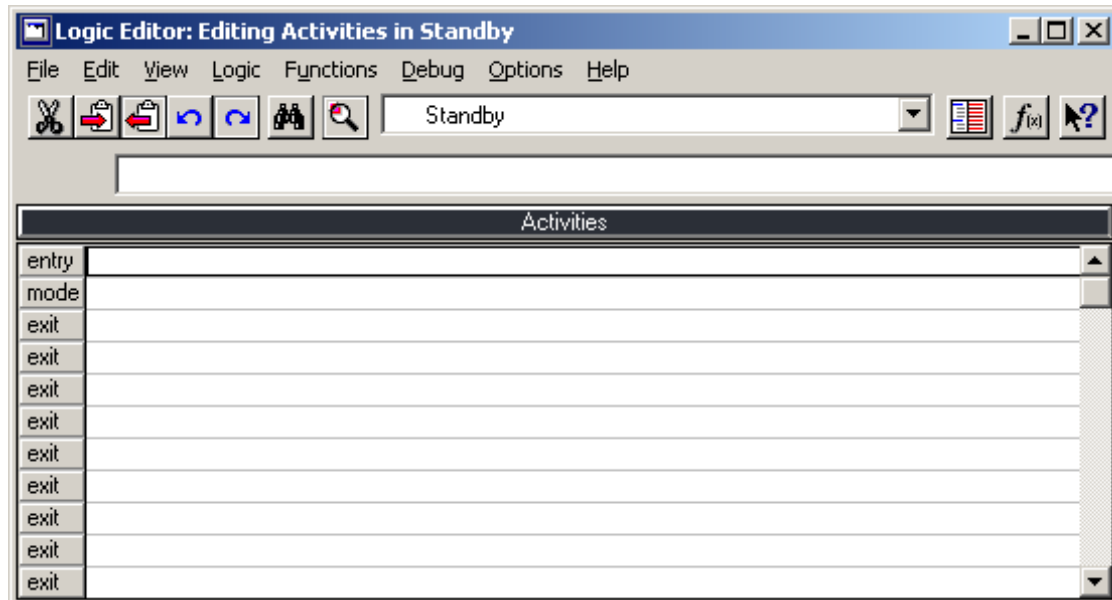 Logic Editor: Editing Activities in Standby
File Edit View Logic Functions Debug Options Help
Standby f(x) ?
Activities
entry
mode
exit
exit
exit
exit
exit
exit
exit
exit
exit